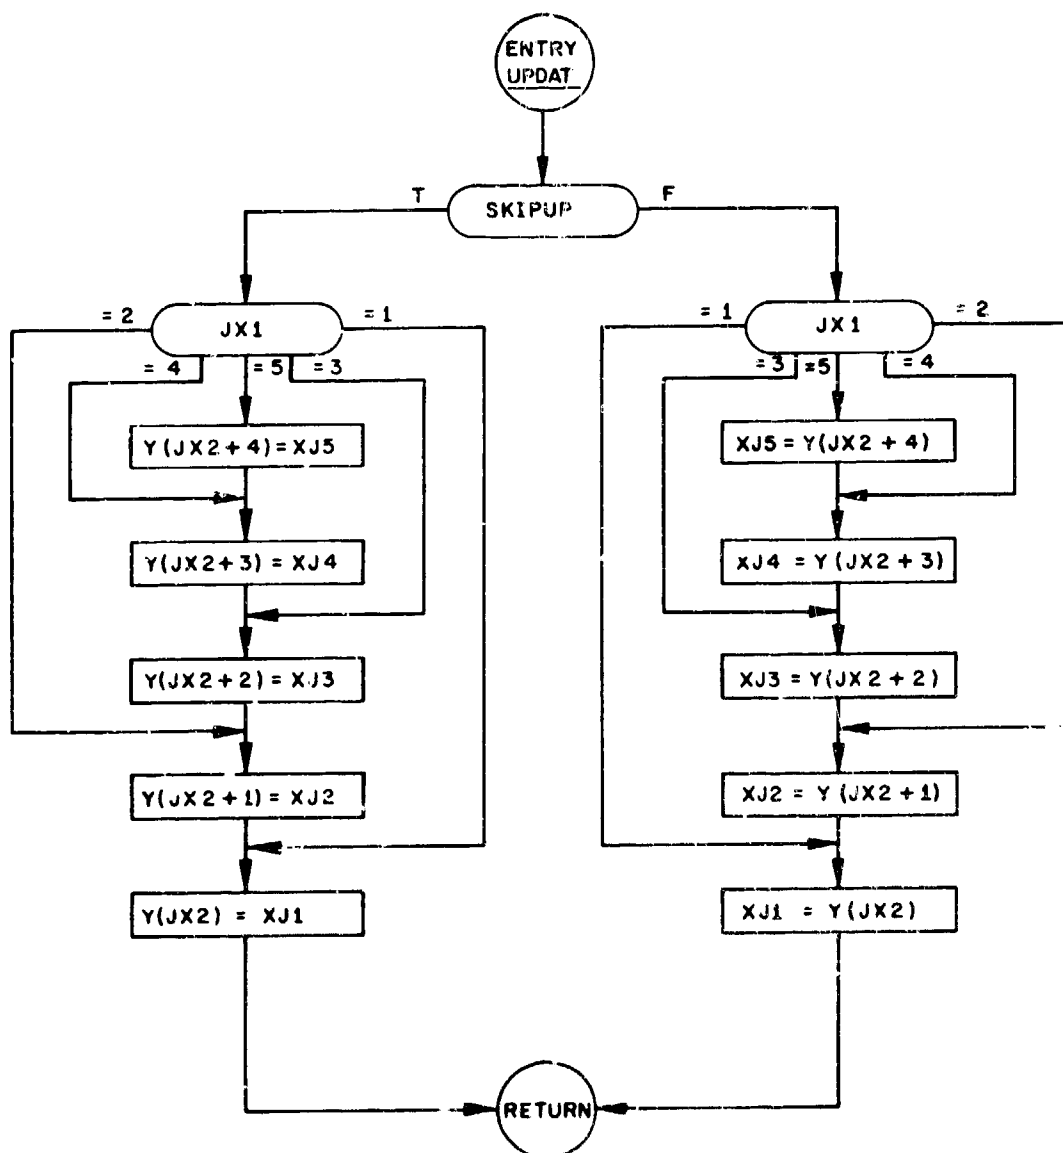 ENTRY
UPDAT
T
SKIPUP
F
= 2
JX1
= 1
= 4
= 5
= 3
Y(JX2+4)=XJ5
Y(JX2+3) = XJ4
Y(JX2+2) = XJ3
Y(JX2+1) = XJ2
Y(JX2) = XJ1
= 1
JX1
= 2
=3
=5
=4
XJ5=Y(JX2+4)
XJ4 = Y(JX2+3)
XJ3 = Y(JX2+2)
XJ2 = Y(JX2+1)
XJ1 = Y(JX2)
RETURN